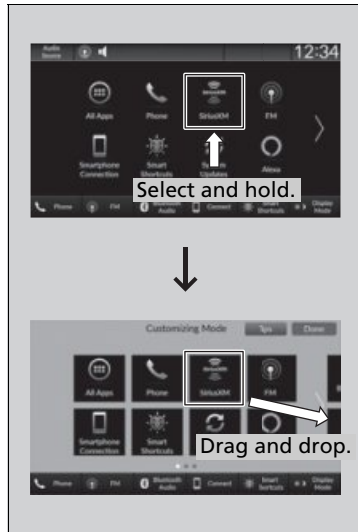 Audio Source
12:34
All Apps
Phone
SiriusXM
FM
Smartphone Connection
Smart Shortcuts
System Updates
Alexa
Select and hold.
Phone
FM
Bluetooth Audio
Connect
Smart Shortcuts
Display Mode
Customizing Mode
Tips
Done
All Apps
Phone
SiriusXM
FM
Smartphone Connection
Smart Shortcuts
Drag and drop.
Phone
FM
Bluetooth Audio
Connect
Smart Shortcuts
Display Mode